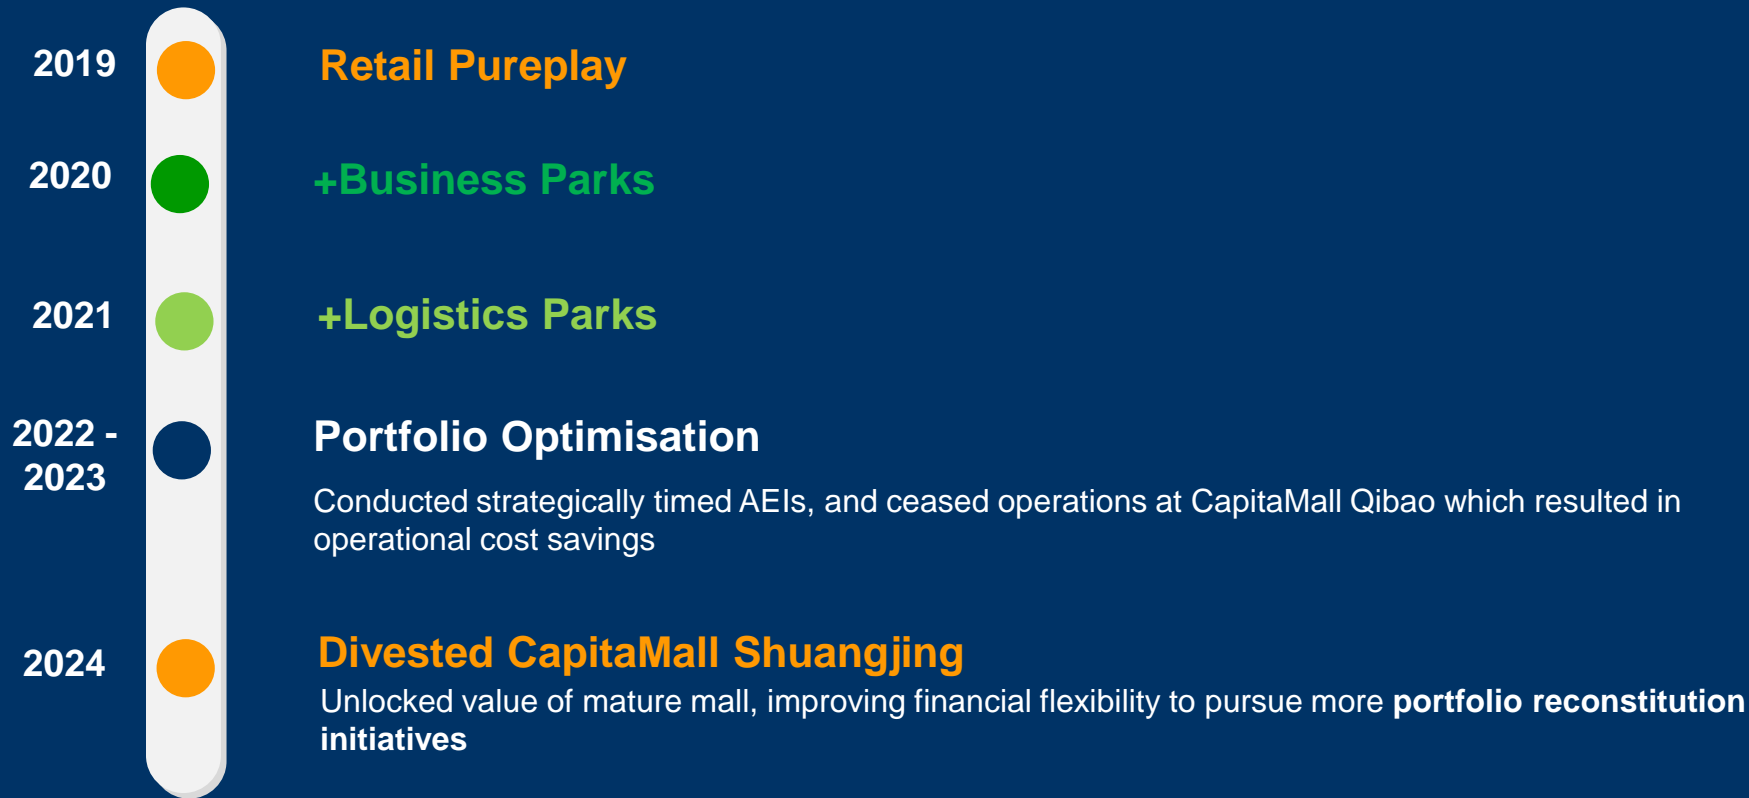 2019
Retail Pureplay
2020
+Business Parks
2021
+Logistics Parks
2022 -
2023
Portfolio Optimisation
Conducted strategically timed AEIs, and ceased operations at CapitaMall Qibao which resulted in
operational cost savings
2024
Divested CapitaMall Shuangjing
Unlocked value of mature mall, improving financial flexibility to pursue more portfolio reconstitution
initiatives